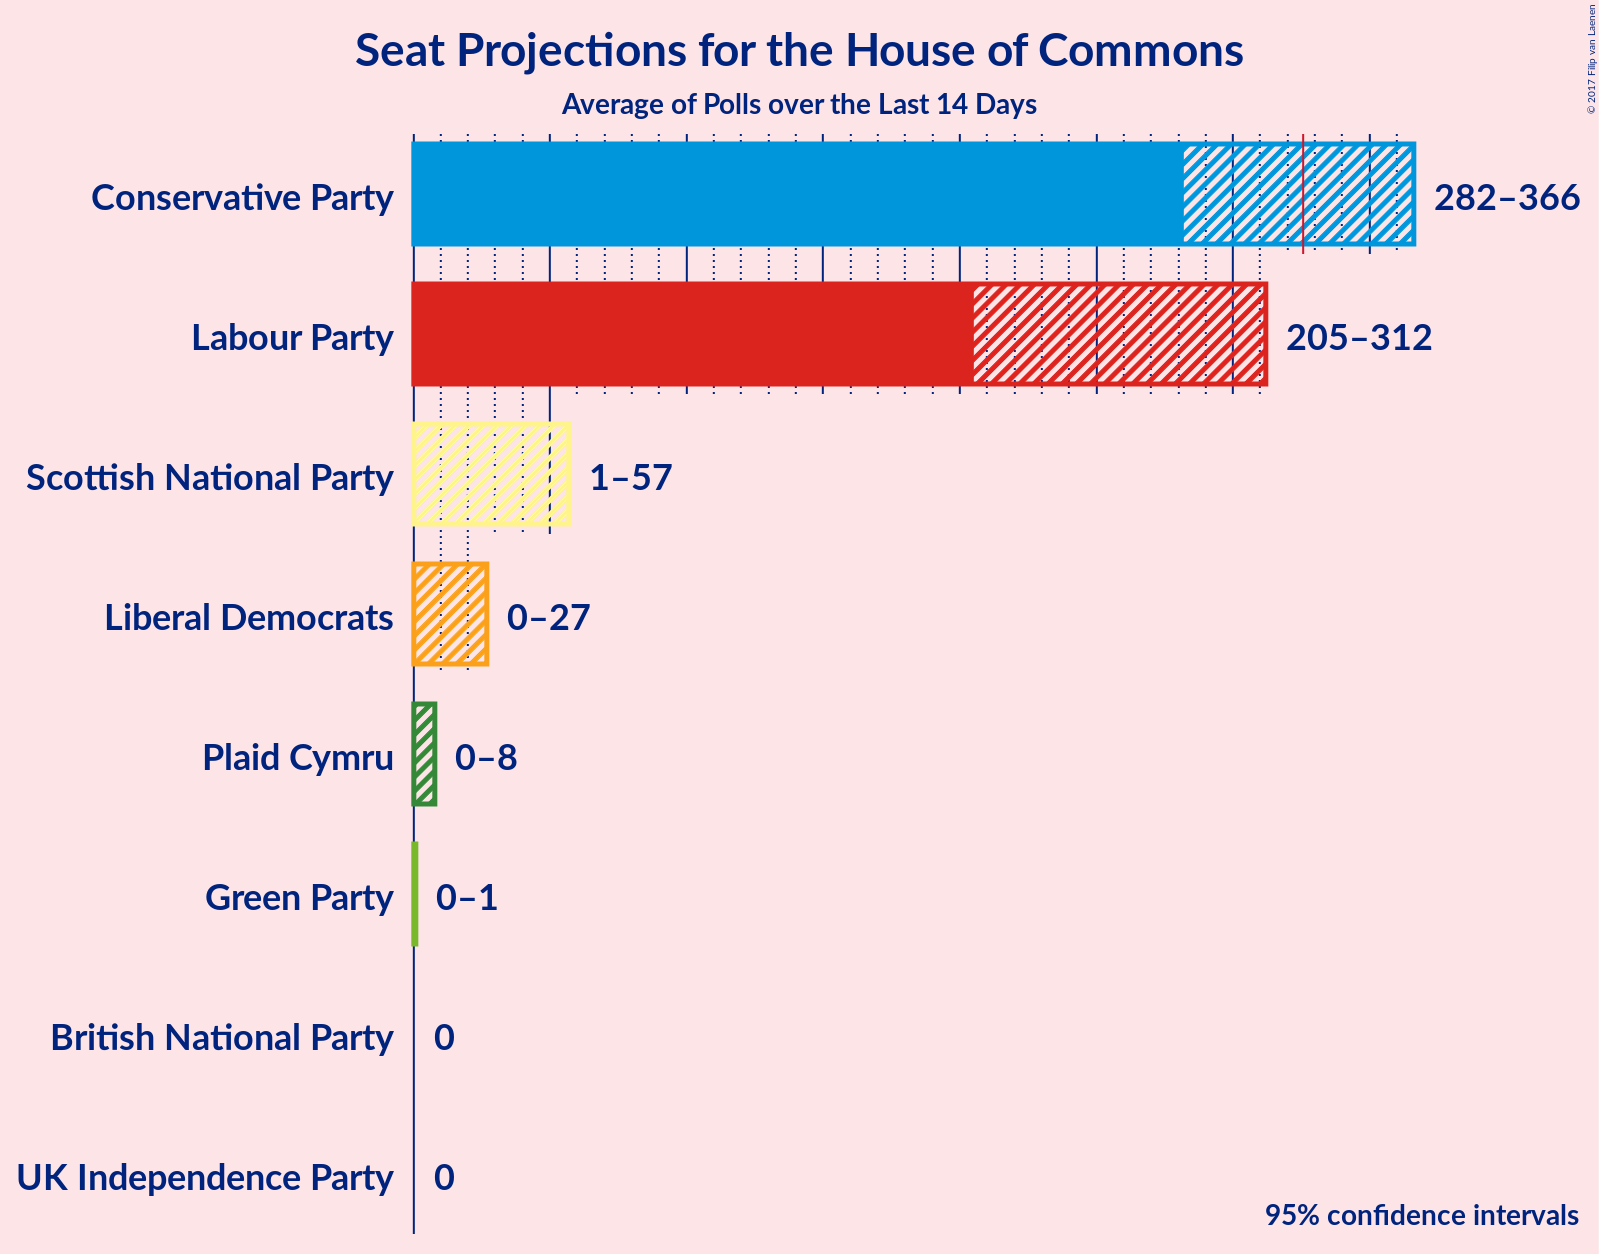 Seat Projections for the House of Commons
Average of Polls over the Last 14 Days
© 2017 Filip van Laenen
Conservative Party 282–366
Labour Party 205–312
Scottish National Party 1–57
Liberal Democrats 0–27
Plaid Cymru 0–8
Green Party 0–1
British National Party 0
UK Independence Party 0
95% confidence intervals